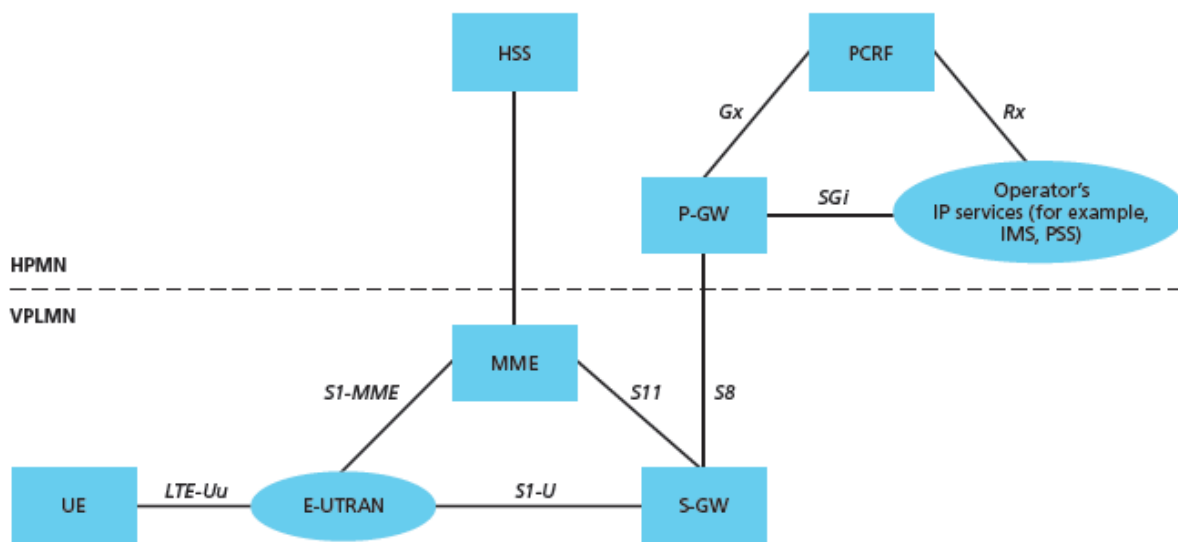 HSS
PCRF
Gx
Rx
P-GW
SGi
Operator's
IP services (for example,
IMS, PSS)
HPMN
VPLMN
MME
S1-MME
S11
S8
UE
LTE-Uu
E-UTRAN
S1-U
S-GW